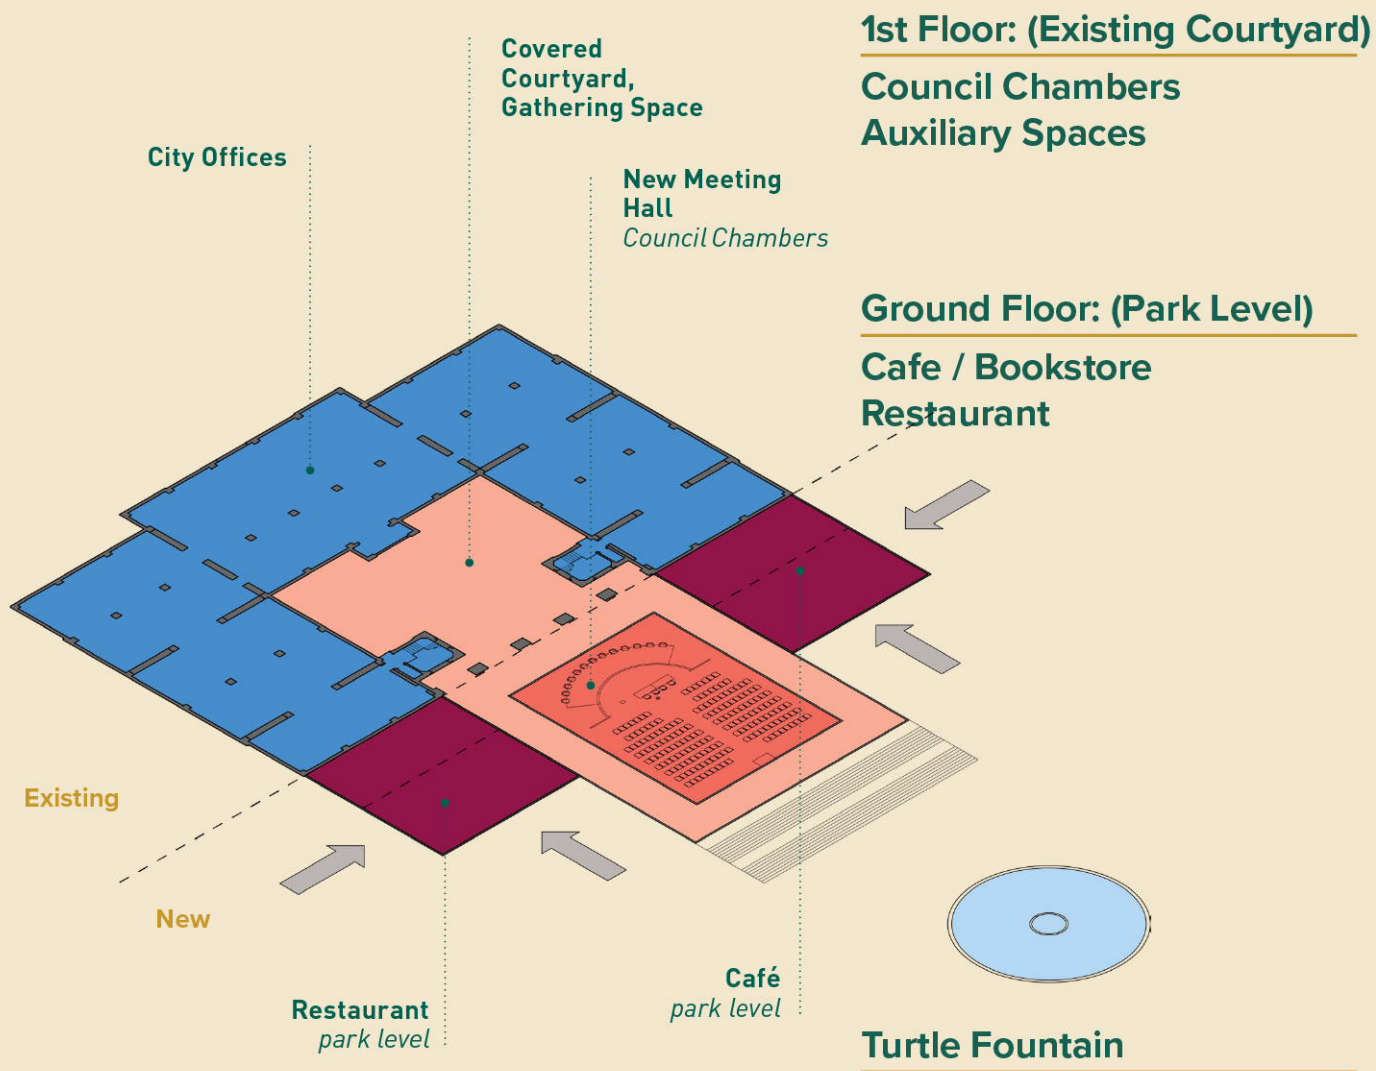 1st Floor: (Existing Courtyard)
Council Chambers
Auxiliary Spaces
Covered
Courtyard,
Gathering Space
City Offices
New Meeting
Hall
Council Chambers
Ground Floor: (Park Level)
Cafe / Bookstore
Restaurant
Existing
New
Restaurant
park level
Café
park level
Turtle Fountain